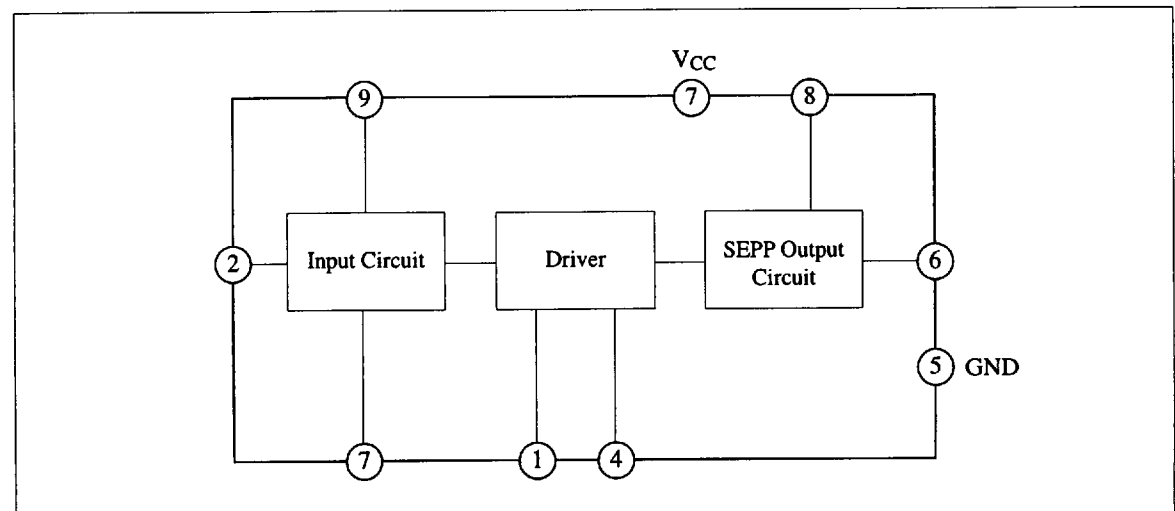 VCC
9
7
8
2
Input Circuit
Driver
SEPP Output
Circuit
6
5 GND
7
1
4